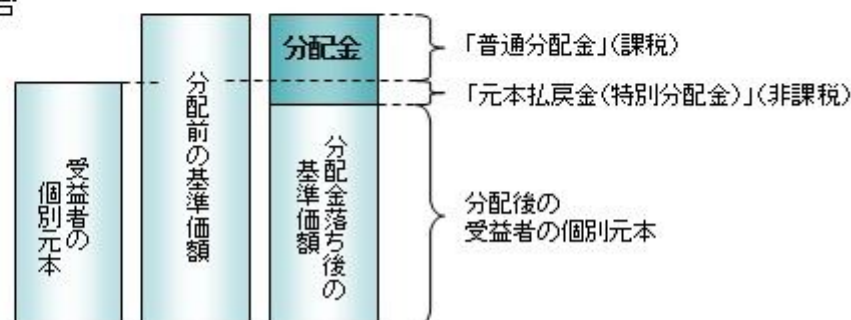 受益者の
個別元本
分配前の基準価額
分配金
分配金落ち後の
基準価額
「普通分配金」(課税)
「元本払戻金(特別分配金)」(非課税)
分配後の
受益者の個別元本